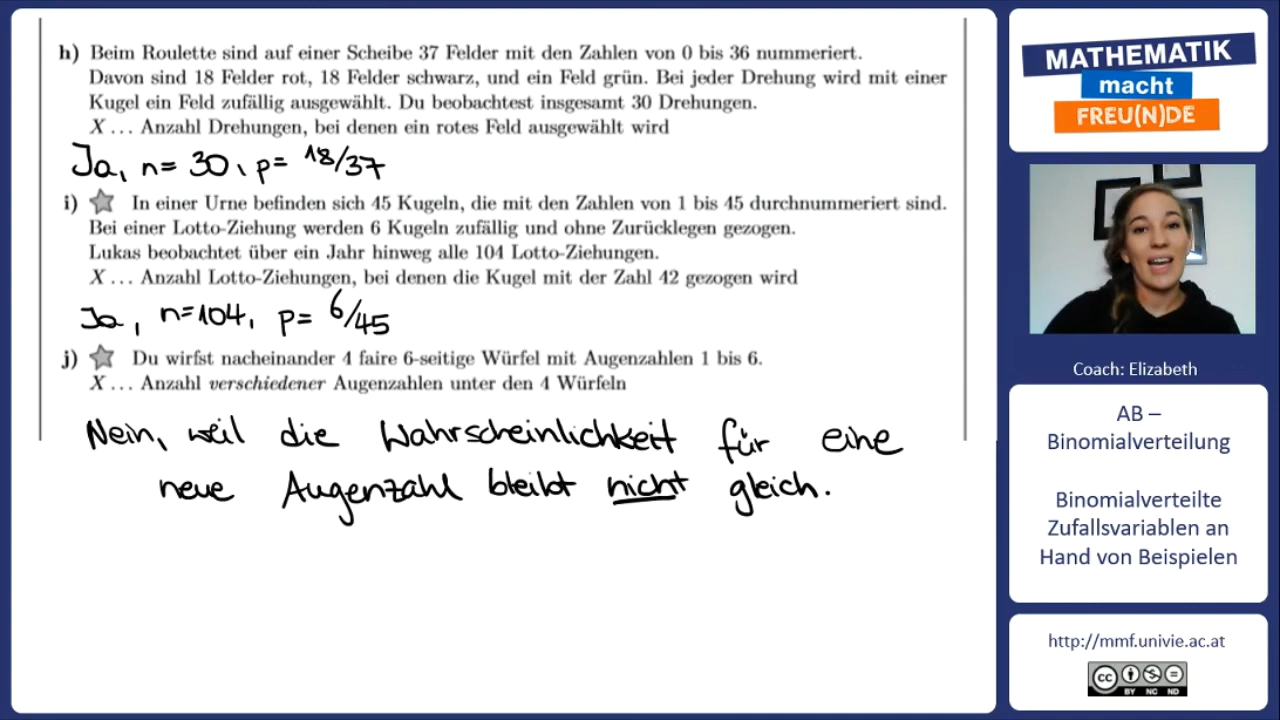 h) Beim Roulette sind auf einer Scheibe 37 Felder mit den Zahlen von 0 bis 36 nummeriert.
Davon sind 18 Felder rot, 18 Felder schwarz, und ein Feld grün. Bei jeder Drehung wird mit einer
Kugel ein Feld zufällig ausgewählt. Du beobachtest insgesamt 30 Drehungen.
X ... Anzahl Drehungen, bei denen ein rotes Feld ausgewählt wird
Ja, n= 30, p= 18/37
i) In einer Urne befinden sich 45 Kugeln, die mit den Zahlen von 1 bis 45 durchnummeriert sind.
Bei einer Lotto-Ziehung werden 6 Kugeln zufällig und ohne Zurücklegen gezogen.
Lukas beobachtet über ein Jahr hinweg alle 104 Lotto-Ziehungen.
X ... Anzahl Lotto-Ziehungen, bei denen die Kugel mit der Zahl 42 gezogen wird
Ja, n=104, p= 6/45
j) Du wirfst nacheinander 4 faire 6-seitige Würfel mit Augenzahlen 1 bis 6.
X ... Anzahl verschiedener Augenzahlen unter den 4 Würfeln
Nein, weil die Wahrscheinlichkeit für eine
neue Augenzahl bleibt nicht gleich.
MATHEMATIK
macht
FREU(N)DE
Coach: Elizabeth
AB –
Binomialverteilung
Binomialverteilte
Zufallsvariablen an
Hand von Beispielen
http://mmf.univie.ac.at
cc
BY NC ND